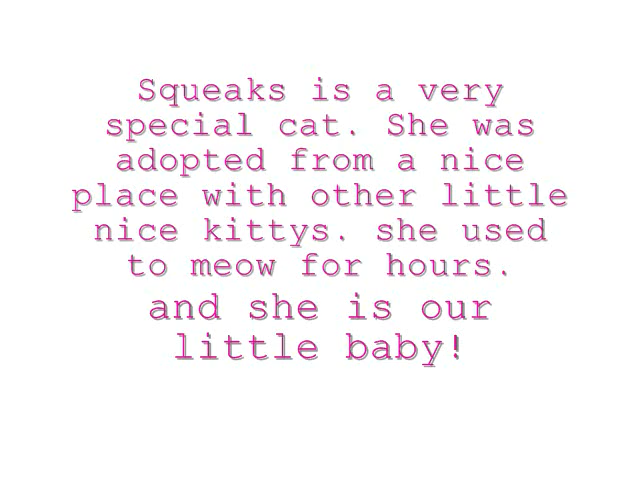 Squeaks is a very
special cat. She was
adopted from a nice
place with other little
nice kittys. she used
to meow for hours.
and she is our
little baby!